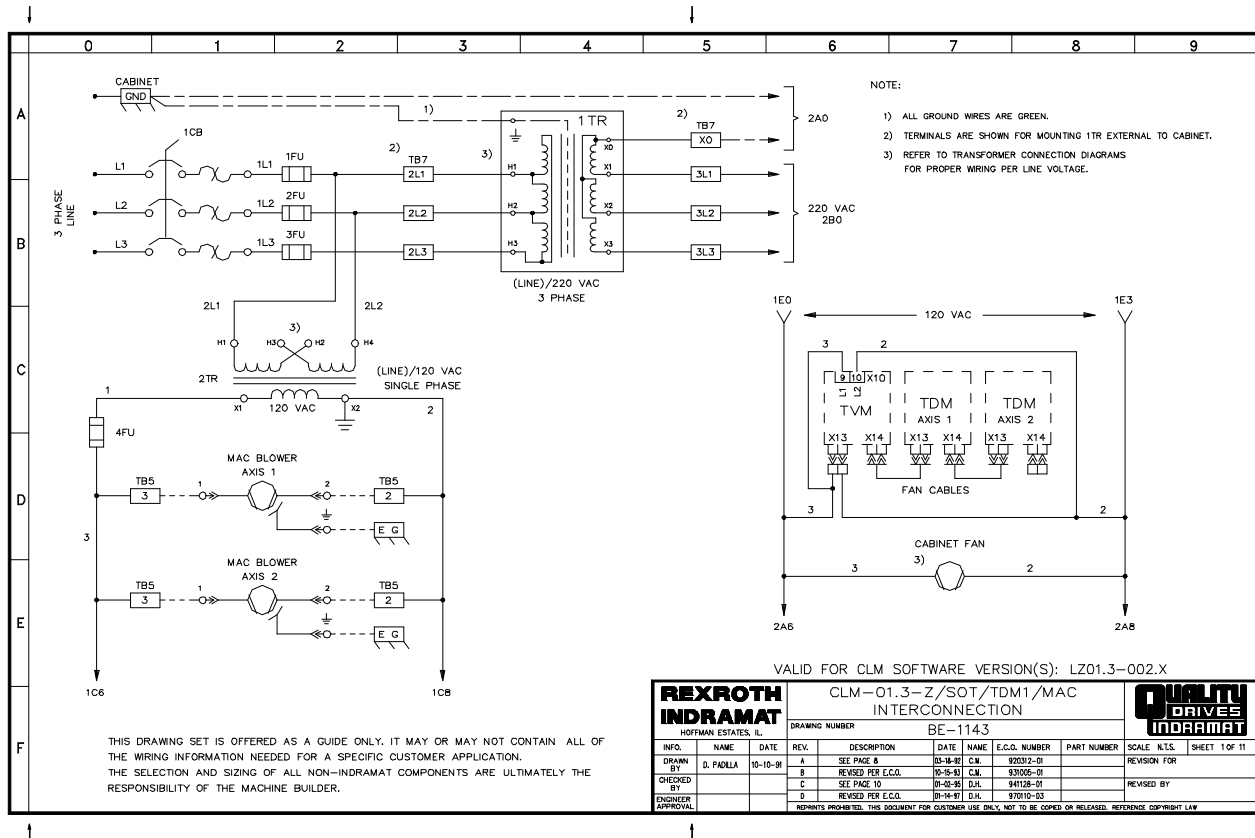 0 1 2 3 4 5 6 7 8 9
A
B
C
D
E
F
CABINET
GND
1)
1CB
L1
L2
L3
3 PHASE
LINE
1L1
1L2
1L3
1FU
2FU
3FU
2)
TB7
2L1
2L2
2L3
3)
1TR
H1
H2
H3
X0
X1
X2
X3
(LINE)/220 VAC
3 PHASE
2)
TB7
X0
3L1
3L2
3L3
2A0
220 VAC
2B0
NOTE:
1) ALL GROUND WIRES ARE GREEN.
2) TERMINALS ARE SHOWN FOR MOUNTING 1TR EXTERNAL TO CABINET.
3) REFER TO TRANSFORMER CONNECTION DIAGRAMS
FOR PROPER WIRING PER LINE VOLTAGE.
2L1
2L2
3)
H1
H3
H2
H4
2TR
(LINE)/120 VAC
SINGLE PHASE
X1
120 VAC
X2
1
2
4FU
MAC BLOWER
AXIS 1
TB5
3
1
2
TB5
2
E G
3
MAC BLOWER
AXIS 2
TB5
3
1
2
TB5
2
E G
1C6
1C8
1E0
120 VAC
1E3
3
2
9 10 X10
L1
L2
TVM
TDM
AXIS 1
TDM
AXIS 2
X13 X14 X13 X14 X13 X14
FAN CABLES
3
2
CABINET FAN
3)
3
2
2A6
2A8
VALID FOR CLM SOFTWARE VERSION(S): LZ01.3-002.X
THIS DRAWING SET IS OFFERED AS A GUIDE ONLY. IT MAY OR MAY NOT CONTAIN ALL OF
THE WIRING INFORMATION NEEDED FOR A SPECIFIC CUSTOMER APPLICATION.
THE SELECTION AND SIZING OF ALL NON-INDRAMAT COMPONENTS ARE ULTIMATELY THE
RESPONSIBILITY OF THE MACHINE BUILDER.
REXROTH
INDRAMAT
HOFFMAN ESTATES, IL.
CLM-01.3-Z/SOT/TDM1/MAC
INTERCONNECTION
DRAWING NUMBER
BE-1143
QUALITY
DRIVES
INDRAMAT
INFO. NAME DATE REV. DESCRIPTION DATE NAME E.C.O. NUMBER PART NUMBER SCALE N.T.S. SHEET 1 OF 11
DRAWN
BY
D. PADILLA 10-10-91
A SEE PAGE 8 03-18-92 C.M. 920312-01
REVISION FOR
B REVISED PER E.C.O. 10-15-93 C.M. 931005-01
CHECKED
BY
C SEE PAGE 10 01-02-95 D.H. 941128-01
REVISED BY
D REVISED PER E.C.O. 01-14-97 D.H. 970110-03
ENGINEER
APPROVAL
REPRINTS PROHIBITED. THIS DOCUMENT FOR CUSTOMER USE ONLY, NOT TO BE COPIED OR RELEASED. REFERENCE COPYRIGHT LAW